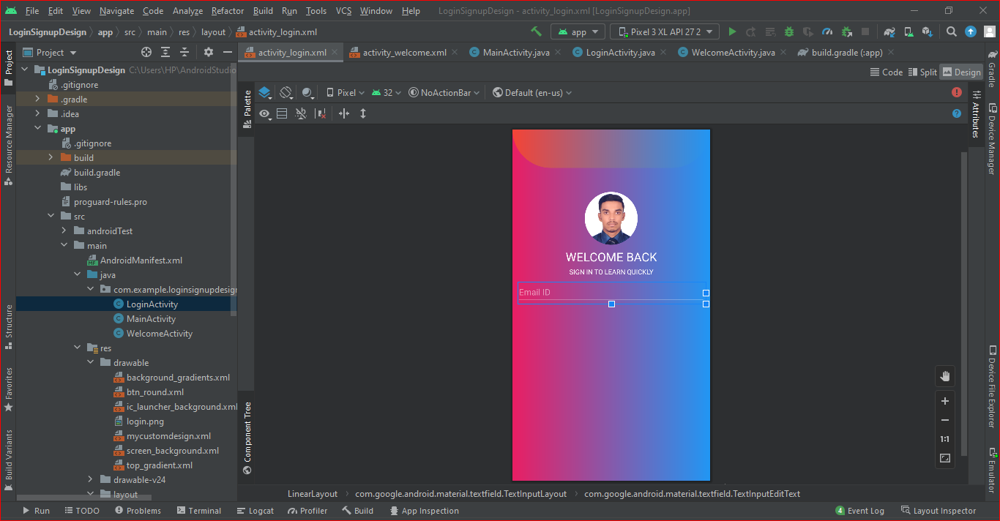 File Edit View Navigate Code Analyze Refactor Build Run Tools VCS Window Help LoginSignupDesign - activity_login.xml [LoginSignupDesign.app]
LoginSignupDesign app src main res layout activity_login.xml app Pixel 3 XL API 27 2
Project activity_login.xml activity_welcome.xml MainActivity.java LoginActivity.java WelcomeActivity.java build.gradle (:app)
LoginSignupDesign C:\Users\HP\AndroidStudio
Code Split Design
.gitignore
.gradle
.idea
app
.gitignore
build
build.gradle
libs
proguard-rules.pro
src
androidTest
main
AndroidManifest.xml
java
com.example.loginsignupdesign
LoginActivity
MainActivity
WelcomeActivity
res
drawable
background_gradients.xml
btn_round.xml
ic_launcher_background.xml
login.png
mycustomdesign.xml
screen_background.xml
top_gradient.xml
drawable-v24
layout
Project
Resource Manager
Structure
Favorites
Build Variants
Palette
Component Tree
Pixel 32 NoActionBar Default (en-us)
WELCOME BACK
SIGN IN TO LEARN QUICKLY
Email ID
1:1
Attributes
Gradle
Device Manager
Device File Explorer
Emulator
LinearLayout com.google.android.material.textfield.TextInputLayout com.google.android.material.textfield.TextInputEditText
Run TODO Problems Terminal Logcat Profiler Build App Inspection 4 Event Log Layout Inspector